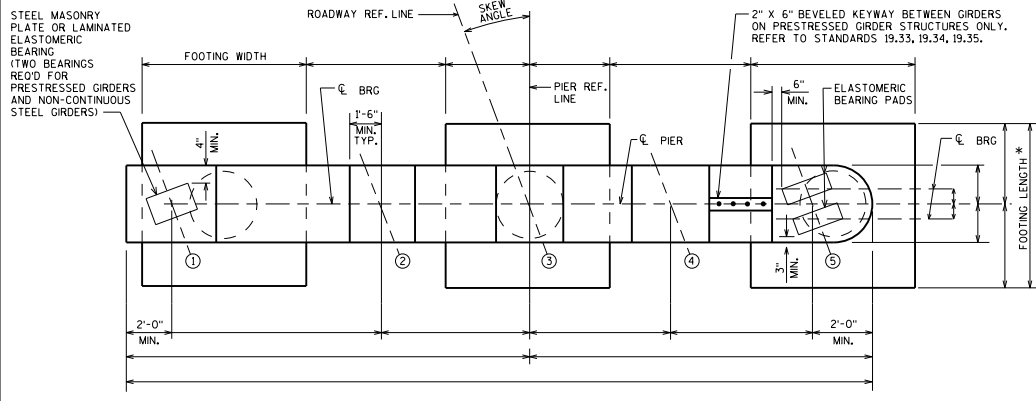 STEEL MASONRY
PLATE OR LAMINATED
ELASTOMERIC
BEARING
(TWO BEARINGS
REQ'D FOR
PRESTRESSED GIRDERS
AND NON-CONTINUOUS
STEEL GIRDERS)
ROADWAY REF. LINE
SKEW
ANGLE
2" X 6" BEVELED KEYWAY BETWEEN GIRDERS
ON PRESTRESSED GIRDER STRUCTURES ONLY.
REFER TO STANDARDS 19.33, 19.34, 19.35.
FOOTING WIDTH
℄ BRG
PIER REF.
LINE
6"
MIN.
ELASTOMERIC
BEARING PADS
1'-6"
MIN.
TYP.
4"
MIN.
℄ PIER
℄ BRG
FOOTING LENGTH *
1
2
3
4
5
3"
MIN.
2'-0"
MIN.
2'-0"
MIN.